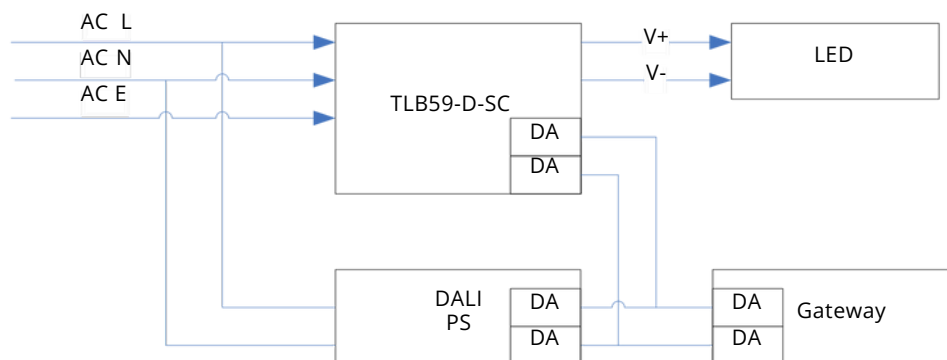 AC L
V+
AC N
LED
V-
AC E
TLB59-D-SC
DA
DA
DALI
PS
DA
DA
DA
DA
Gateway